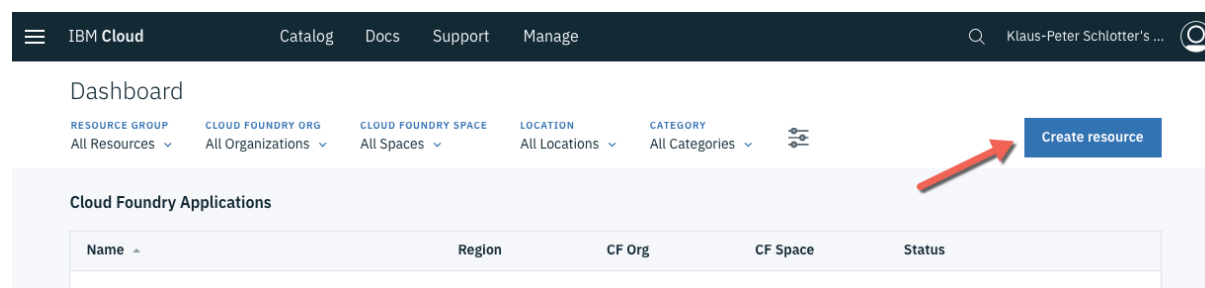 IBM Cloud Catalog Docs Support Manage Klaus-Peter Schlotter's ...
Dashboard
RESOURCE GROUP CLOUD FOUNDRY ORG CLOUD FOUNDRY SPACE LOCATION CATEGORY
All Resources All Organizations All Spaces All Locations All Categories Create resource
Cloud Foundry Applications
Name Region CF Org CF Space Status